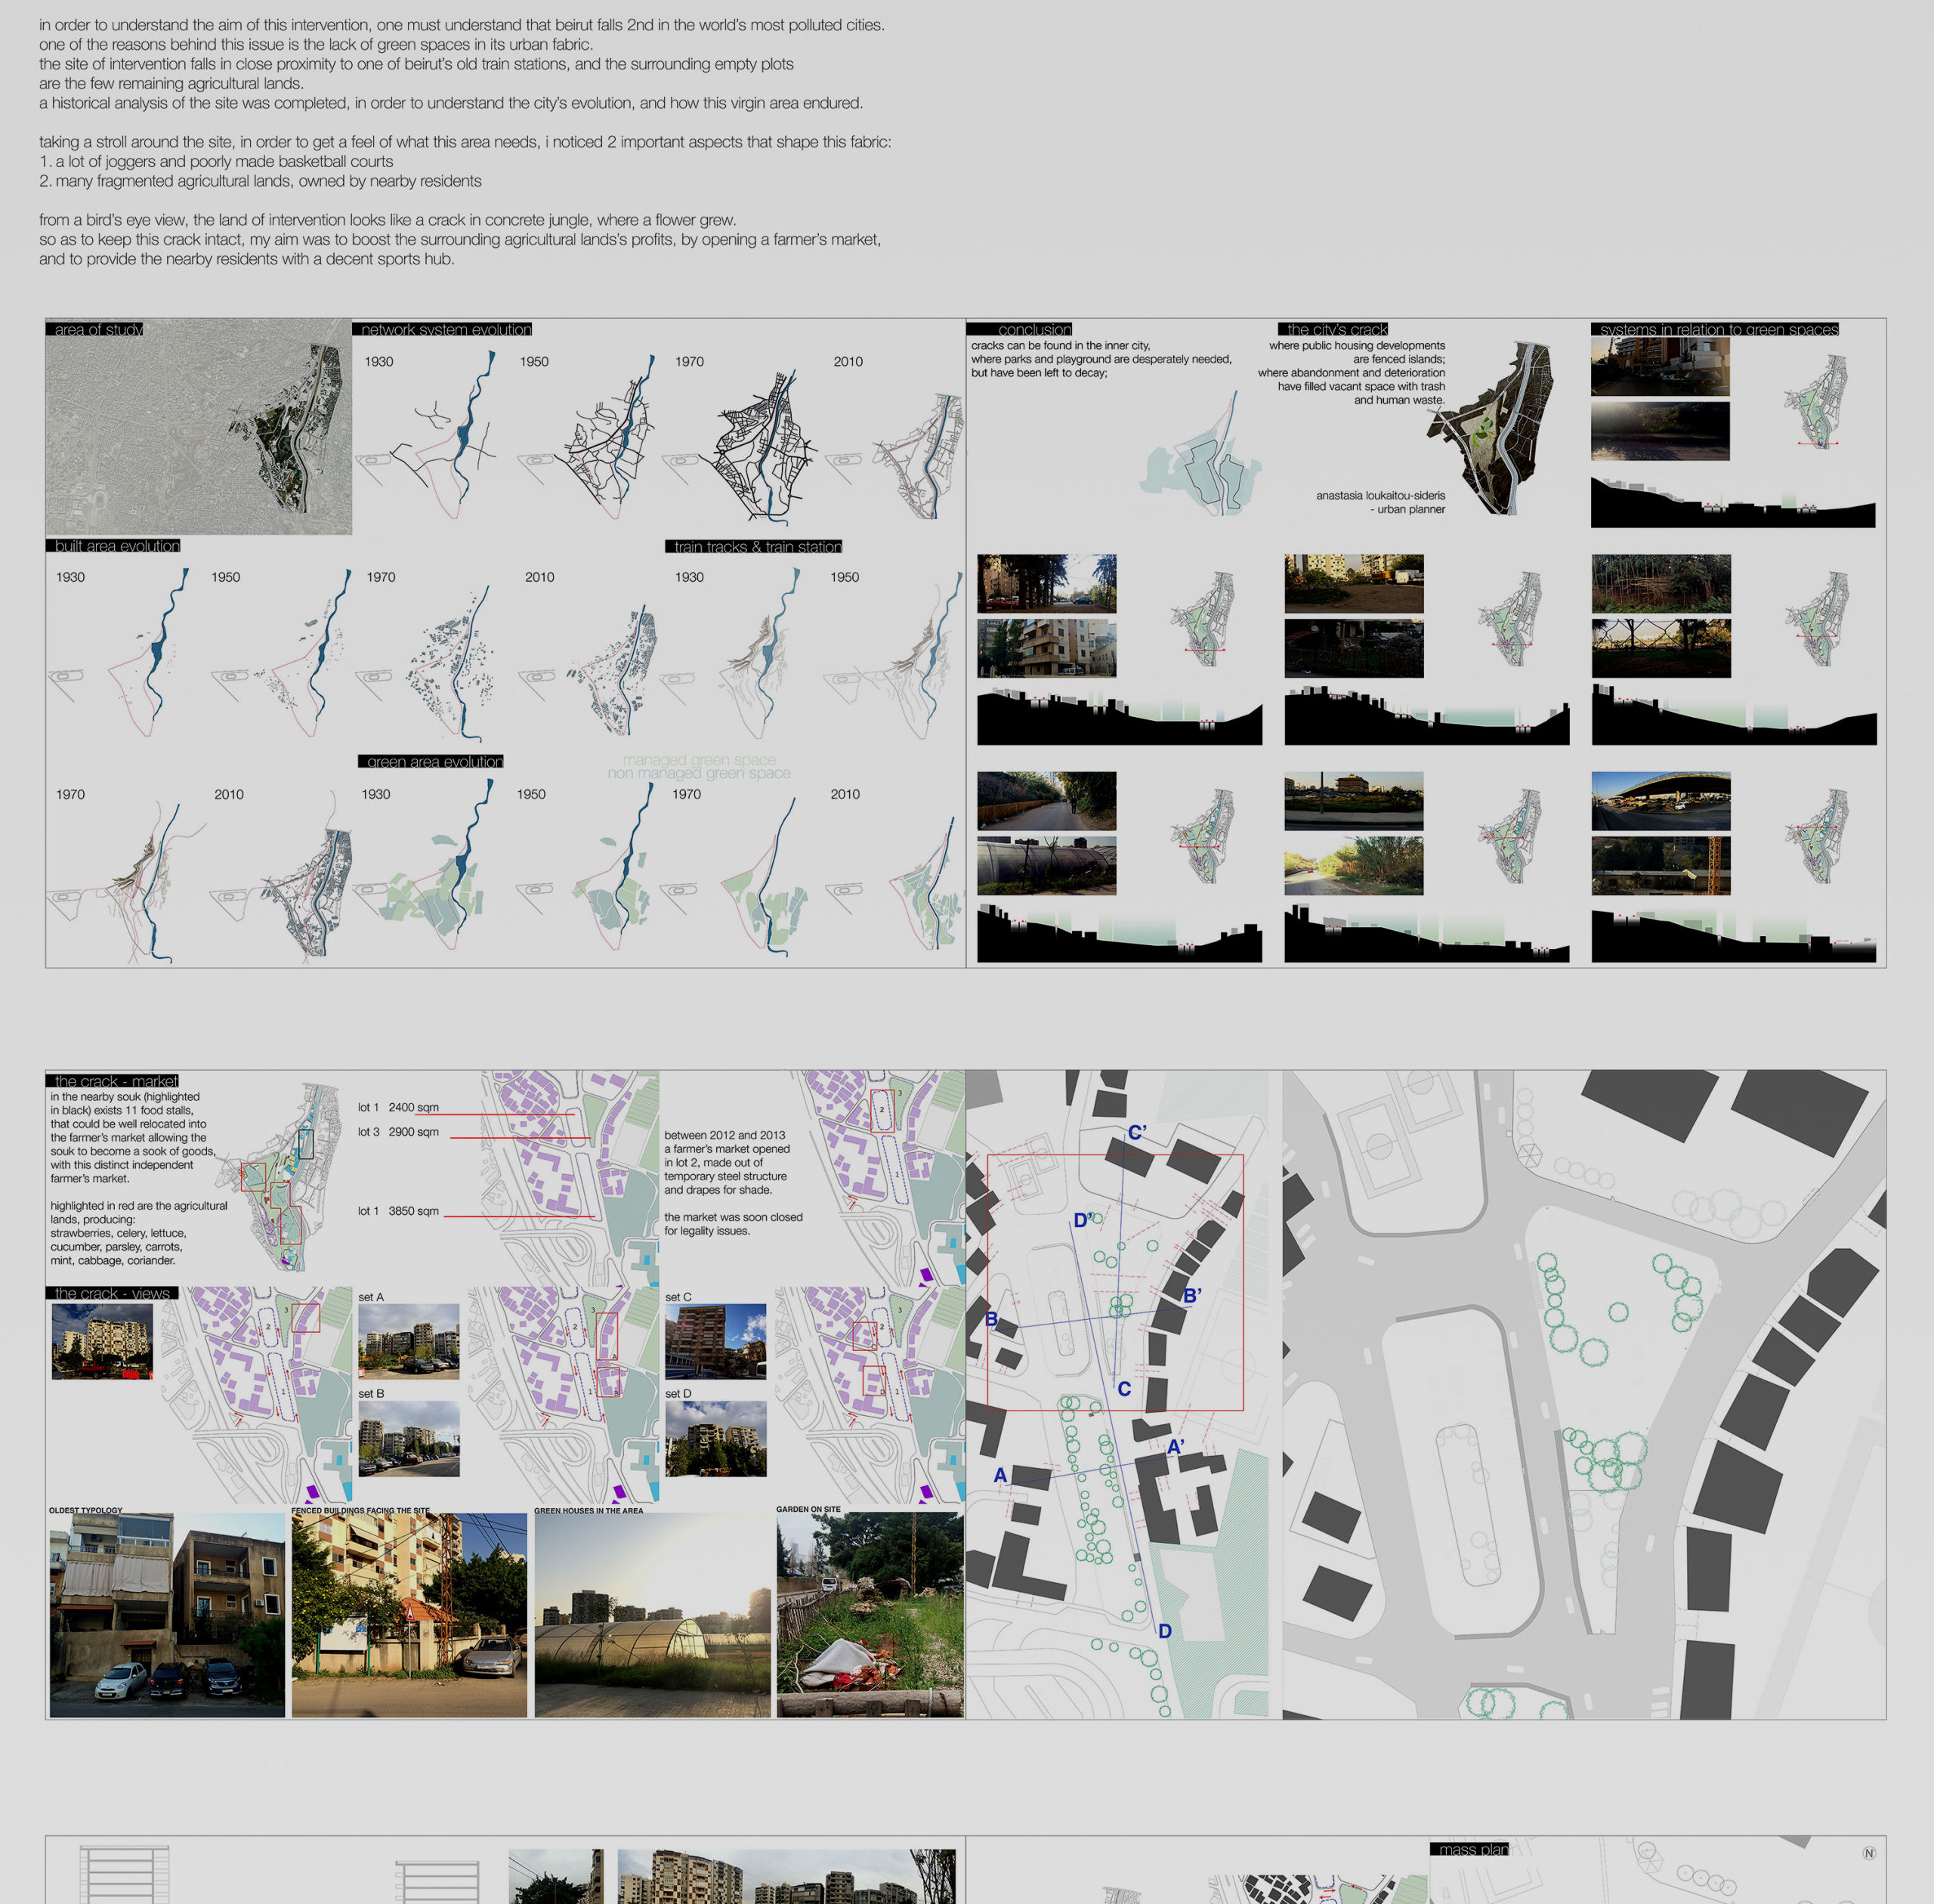 in order to understand the aim of this intervention, one must understand that beirut falls 2nd in the world's most polluted cities.
one of the reasons behind this issue is the lack of green spaces in its urban fabric.
the site of intervention falls in close proximity to one of beirut's old train stations, and the surrounding empty plots
are the few remaining agricultural lands.
a historical analysis of the site was completed, in order to understand the city's evolution, and how this virgin area endured.
taking a stroll around the site, in order to get a feel of what this area needs, i noticed 2 important aspects that shape this fabric:
1. a lot of joggers and poorly made basketball courts
2. many fragmented agricultural lands, owned by nearby residents
from a bird's eye view, the land of intervention looks like a crack in concrete jungle, where a flower grew.
so as to keep this crack intact, my aim was to boost the surrounding agricultural lands's profits, by opening a farmer's market,
and to provide the nearby residents with a decent sports hub.
area of study
network system evolution
1930
1950
1970
2010
built area evolution
1930
1950
1970
2010
train tracks & train station
1930
1950
1970
2010
green area evolution
managed green space
non managed green space
1930
1950
1970
2010
conclusion
cracks can be found in the inner city,
where parks and playground are desperately needed,
but have been left to decay;
the city's crack
where public housing developments
are fenced islands;
where abandonment and deterioration
have filled vacant space with trash
and human waste.
anastasia loukaitou-sideris
- urban planner
systems in relation to green spaces
the crack - market
in the nearby souk (highlighted
in black) exists 11 food stalls,
that could be well relocated into
the farmer's market allowing the
souk to become a sook of goods,
with this distinct independent
farmer's market.
highlighted in red are the agricultural
lands, producing:
strawberries, celery, lettuce,
cucumber, parsley, carrots,
mint, cabbage, coriander.
lot 1 2400 sqm
lot 3 2900 sqm
lot 1 3850 sqm
between 2012 and 2013
a farmer's market opened
in lot 2, made out of
temporary steel structure
and drapes for shade.
the market was soon closed
for legality issues.
3
2
1
the crack - views
3
2
1
set A
set B
3
2
1
A
set C
set D
3
2
1
D
OLDEST TYPOLOGY
FENCED BUILDINGS FACING THE SITE
GREEN HOUSES IN THE AREA
GARDEN ON SITE
C'
D'
B'
B
C
A'
A
D
mass plan
N